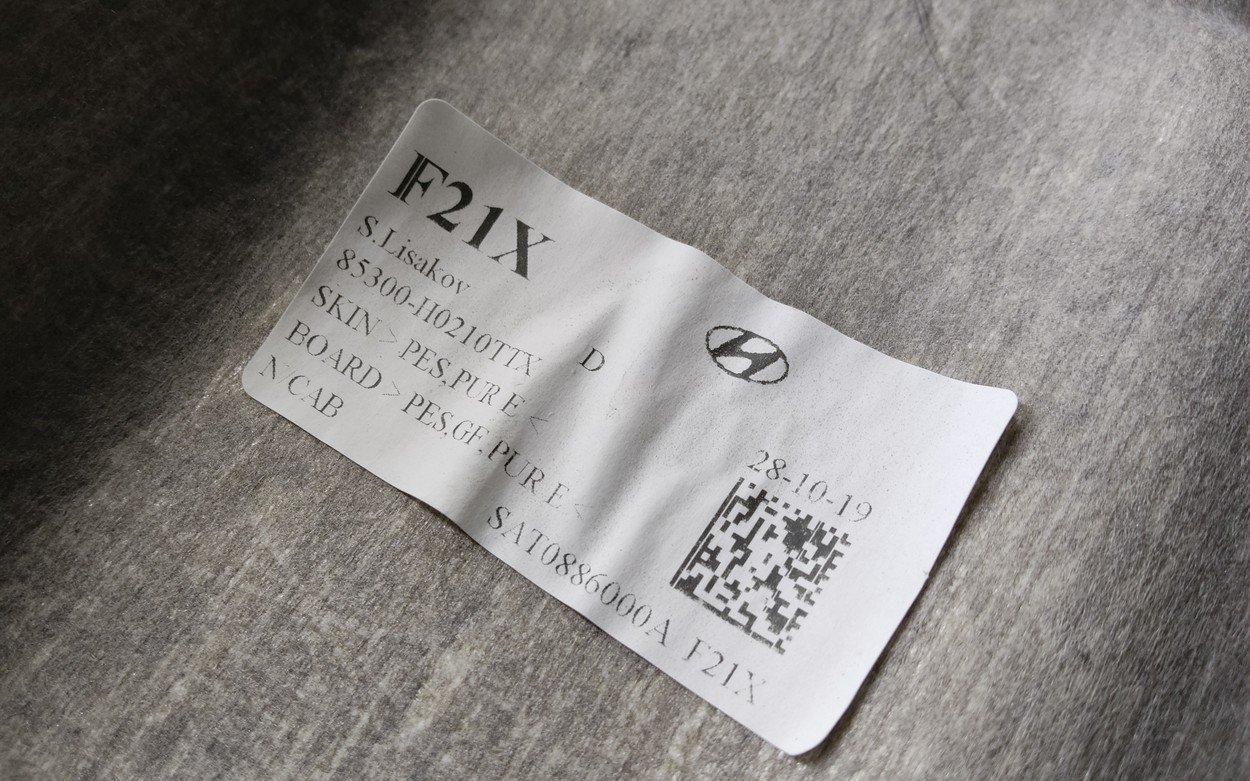 F21X
S.Lisakov
85300-H0210TTX D
SKIN > PES,PUR E <
BOARD > PES,GF,PUR E <
N/CAB
28-10-19
SAT0886000A F21X